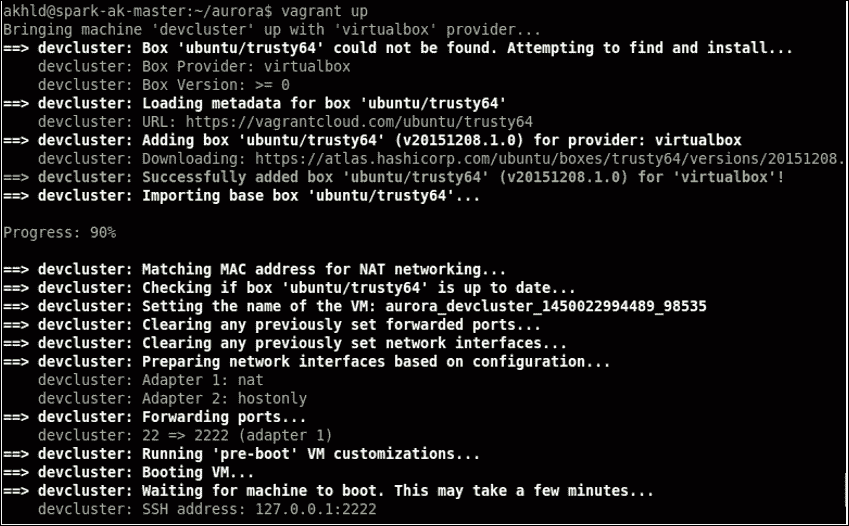 akhld@spark-ak-master:~/aurora$ vagrant up
Bringing machine 'devcluster' up with 'virtualbox' provider...
==> devcluster: Box 'ubuntu/trusty64' could not be found. Attempting to find and install...
    devcluster: Box Provider: virtualbox
    devcluster: Box Version: >= 0
==> devcluster: Loading metadata for box 'ubuntu/trusty64'
    devcluster: URL: https://vagrantcloud.com/ubuntu/trusty64
==> devcluster: Adding box 'ubuntu/trusty64' (v20151208.1.0) for provider: virtualbox
    devcluster: Downloading: https://atlas.hashicorp.com/ubuntu/boxes/trusty64/versions/20151208.
==> devcluster: Successfully added box 'ubuntu/trusty64' (v20151208.1.0) for 'virtualbox'!
==> devcluster: Importing base box 'ubuntu/trusty64'...
Progress: 90%
==> devcluster: Matching MAC address for NAT networking...
==> devcluster: Checking if box 'ubuntu/trusty64' is up to date...
==> devcluster: Setting the name of the VM: aurora_devcluster_1450022994489_98535
==> devcluster: Clearing any previously set forwarded ports...
==> devcluster: Clearing any previously set network interfaces...
==> devcluster: Preparing network interfaces based on configuration...
    devcluster: Adapter 1: nat
    devcluster: Adapter 2: hostonly
==> devcluster: Forwarding ports...
    devcluster: 22 => 2222 (adapter 1)
==> devcluster: Running 'pre-boot' VM customizations...
==> devcluster: Booting VM...
==> devcluster: Waiting for machine to boot. This may take a few minutes...
    devcluster: SSH address: 127.0.0.1:2222